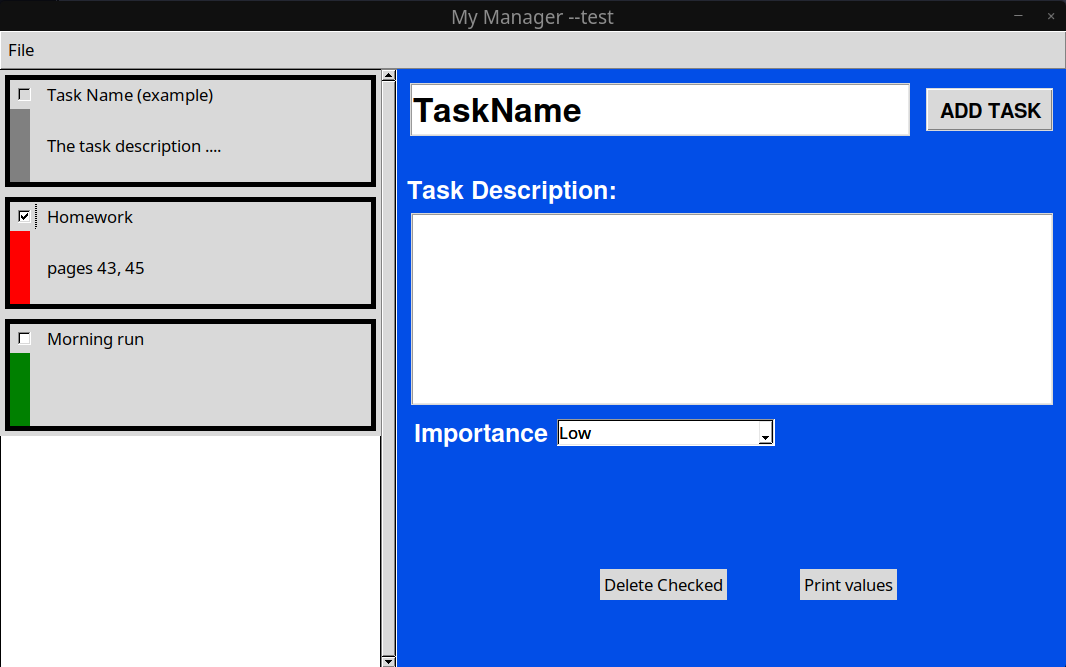 My Manager --test
File
Task Name (example)
The task description ....
Homework
pages 43, 45
Morning run
TaskName
ADD TASK
Task Description:
Importance
Low
Delete Checked
Print values